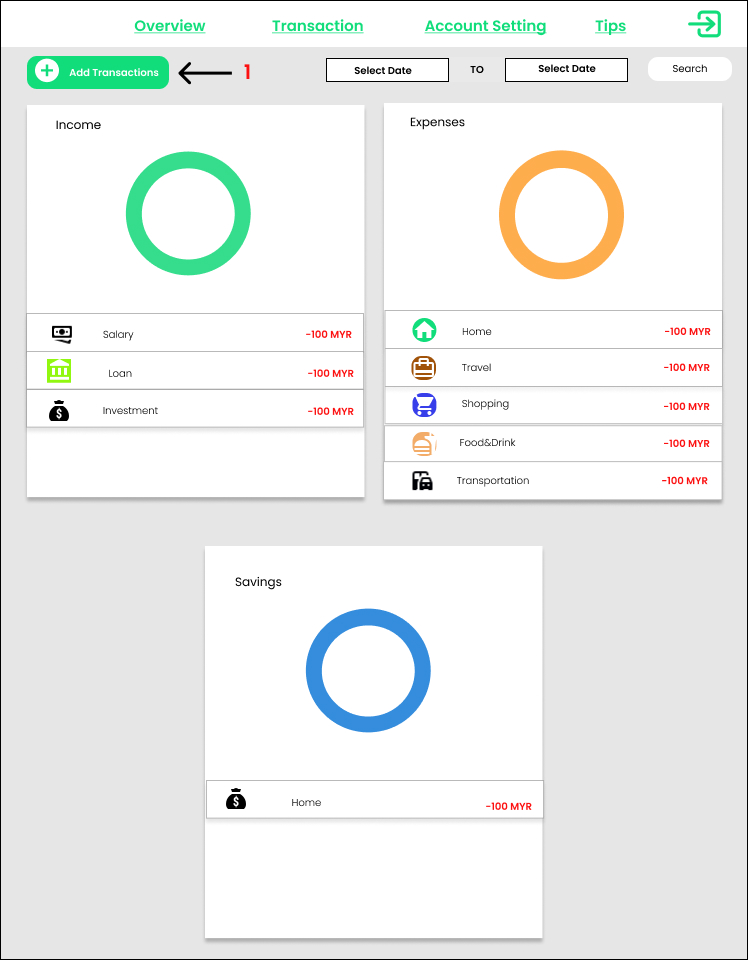 Overview Transaction Account Setting Tips
Add Transactions 1 Select Date TO Select Date Search
Income
Salary -100 MYR
Loan -100 MYR
Investment -100 MYR
Expenses
Home -100 MYR
Travel -100 MYR
Shopping -100 MYR
Food&Drink -100 MYR
Transportation -100 MYR
Savings
$ Home -100 MYR